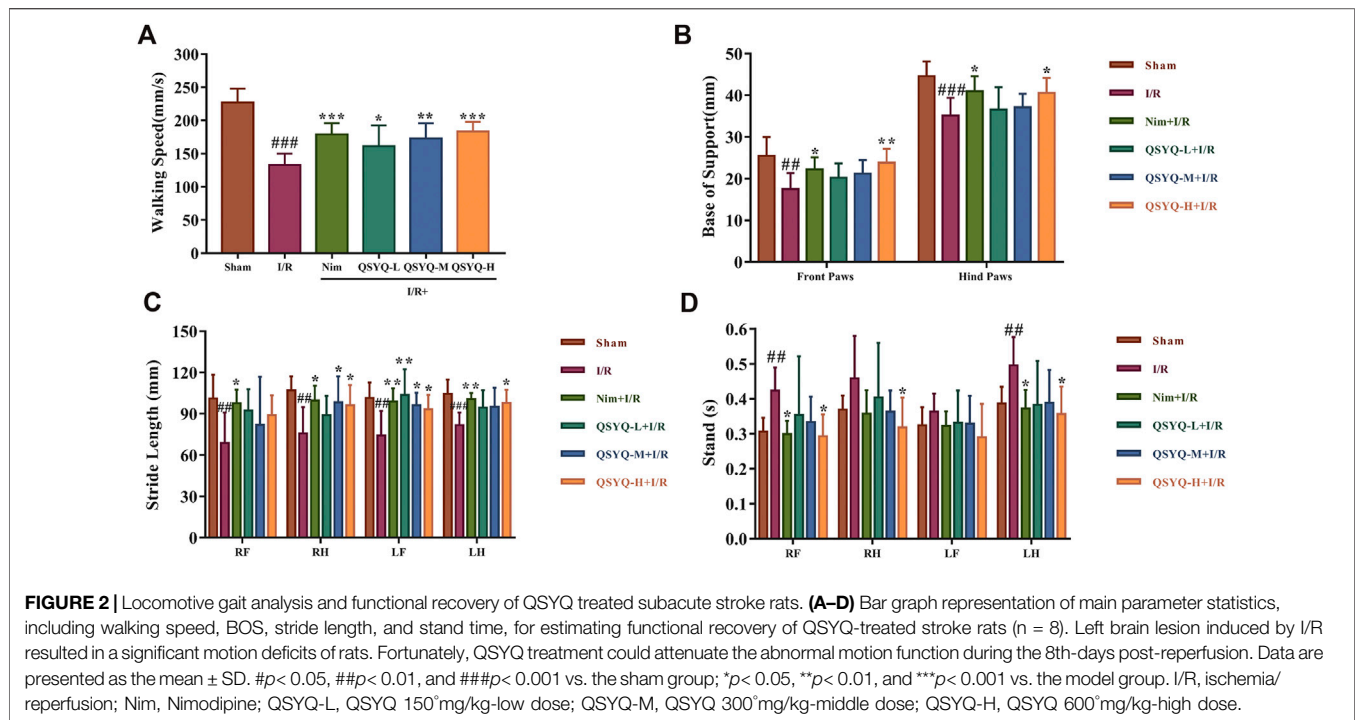 A
Walking Speed(mm/s)
300
250
200
150
100
50
0
###
***
*
**
***
Sham I/R Nim QSYQ-L QSYQ-M QSYQ-H
I/R+
B
Base of Support(mm)
50
40
30
20
10
0
##
*
**
###
*
*
Front Paws Hind Paws
Sham
I/R
Nim+I/R
QSYQ-L+I/R
QSYQ-M+I/R
QSYQ-H+I/R
C
Stride Length (mm)
150
120
90
60
30
0
##
*
##
*
*
*
##
**
**
*
*
###
**
*
RF RH LF LH
Sham
I/R
Nim+I/R
QSYQ-L+I/R
QSYQ-M+I/R
QSYQ-H+I/R
D
Stand (s)
0.6
0.5
0.4
0.3
0.2
0.1
0.0
##
*
*
*
##
*
*
RF RH LF LH
Sham
I/R
Nim+I/R
QSYQ-L+I/R
QSYQ-M+I/R
QSYQ-H+I/R
FIGURE 2 | Locomotive gait analysis and functional recovery of QSYQ treated subacute stroke rats. (A–D) Bar graph representation of main parameter statistics,
including walking speed, BOS, stride length, and stand time, for estimating functional recovery of QSYQ-treated stroke rats (n = 8). Left brain lesion induced by I/R
resulted in a significant motion deficits of rats. Fortunately, QSYQ treatment could attenuate the abnormal motion function during the 8th-days post-reperfusion. Data are
presented as the mean ± SD. #p< 0.05, ##p< 0.01, and ###p< 0.001 vs. the sham group; *p< 0.05, **p< 0.01, and ***p< 0.001 vs. the model group. I/R, ischemia/
reperfusion; Nim, Nimodipine; QSYQ-L, QSYQ 150°mg/kg-low dose; QSYQ-M, QSYQ 300°mg/kg-middle dose; QSYQ-H, QSYQ 600°mg/kg-high dose.